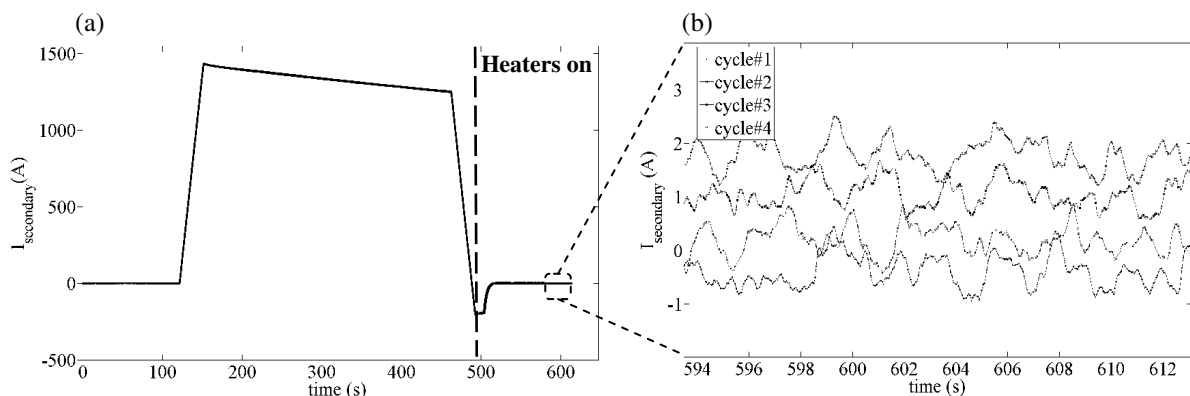 (a)
1500
1000
500
0
-500
I secondary (A)
Heaters on
0 100 200 300 400 500 600
time (s)
(b)
cycle#1
cycle#2
cycle#3
cycle#4
3
2
1
0
-1
I secondary (A)
594 596 598 600 602 604 606 608 610 612
time (s)